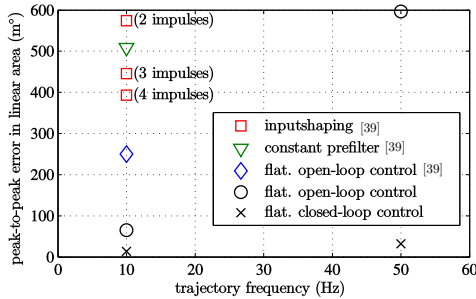 peak-to-peak error in linear area (m°)
600
500
400
300
200
100
0
(2 impulses)
(3 impulses)
(4 impulses)
inputshaping [39]
constant prefilter [39]
flat. open-loop control [39]
flat. open-loop control
flat. closed-loop control
0 10 20 30 40 50 60
trajectory frequency (Hz)